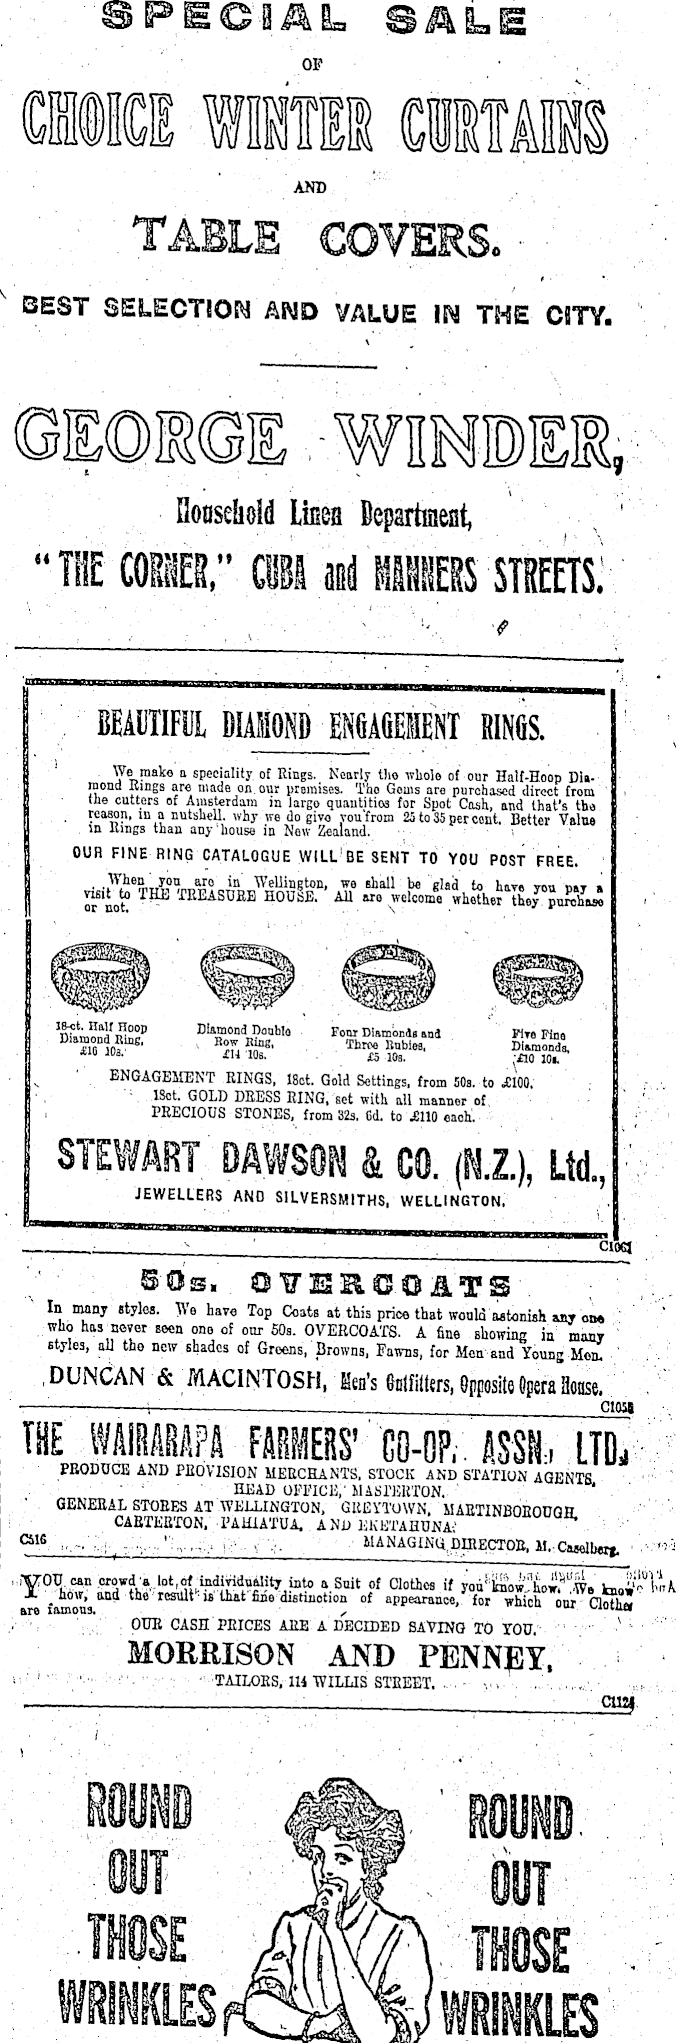 SPECIAL SALE
OF
CHOICE WINTER CURTAINS
AND
TABLE COVERS.
BEST SELECTION AND VALUE IN THE CITY.
GEORGE WINDER,
Household Linen Department,
"THE CORNER," CUBA and MANNERS STREETS.
BEAUTIFUL DIAMOND ENGAGEMENT RINGS.
We make a speciality of Rings. Nearly the whole of our Half-Hoop Dia-
mond Rings are made on our premises. The Gems are purchased direct from
the cutters of Amsterdam in large quantities for Spot Cash, and that's the
reason, in a nutshell, why we do give you from 25 to 35 per cent. Better Value
in Rings than any house in New Zealand.
OUR FINE RING CATALOGUE WILL BE SENT TO YOU POST FREE.
When you are in Wellington, we shall be glad to have you pay a
visit to THE TREASURE HOUSE. All are welcome whether they purchase
or not.
18-ct. Half Hoop
Diamond Ring,
£16 10s.
Diamond Double
Row Ring,
£14 10s.
Four Diamonds and
Three Rubies,
£5 10s.
Five Fine
Diamonds,
£10 10s.
ENGAGEMENT RINGS, 18ct. Gold Settings, from 50s. to £100.
18ct. GOLD DRESS RING, set with all manner of
PRECIOUS STONES, from 32s. 6d. to £110 each.
STEWART DAWSON & CO. (N.Z.), Ltd.,
JEWELLERS AND SILVERSMITHS, WELLINGTON.
C1061
50s. OVERCOATS
In many styles. We have Top Coats at this price that would astonish any one
who has never seen one of our 50s. OVERCOATS. A fine showing in many
styles, all the new shades of Greens, Browns, Fawns, for Men and Young Men.
DUNCAN & MACINTOSH, Men's Outfitters, Opposite Opera House.
C1058
THE WAIRARAPA FARMERS' CO-OP. ASSN., LTD.
PRODUCE AND PROVISION MERCHANTS, STOCK AND STATION AGENTS,
HEAD OFFICE, MASTERTON.
GENERAL STORES AT WELLINGTON, GREYTOWN, MARTINBOROUGH,
CARTERTON, PAHIATUA, AND EKETAHUNA.
C516 MANAGING DIRECTOR, M. Caselberg.
YOU can crowd a lot of individuality into a Suit of Clothes if you know how. We know
how, and the result is that fine distinction of appearance, for which our Clothes
are famous.
OUR CASH PRICES ARE A DECIDED SAVING TO YOU.
MORRISON AND PENNEY,
TAILORS, 114 WILLIS STREET.
C1124
ROUND
OUT
THOSE
WRINKLES
ROUND
OUT
THOSE
WRINKLES